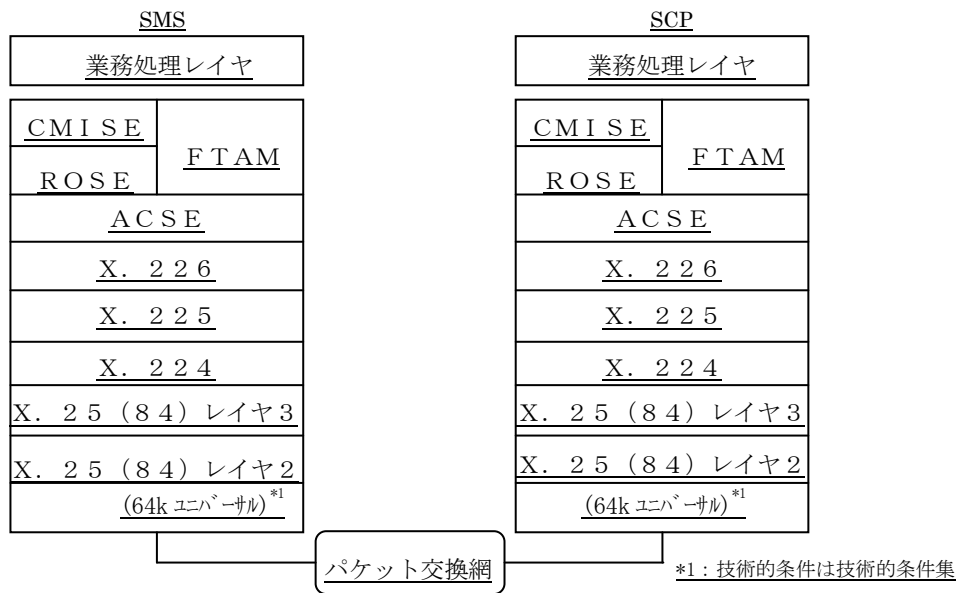 SMS
業務処理レイヤ
ＣＭＩＳＥ
ＦＴＡＭ
ＲＯＳＥ
ＡＣＳＥ
Ｘ．２２６
Ｘ．２２５
Ｘ．２２４
Ｘ．２５（８４）レイヤ３
Ｘ．２５（８４）レイヤ２
(64k ﾕﾆﾊﾞｰｻﾙ)*1
SCP
業務処理レイヤ
ＣＭＩＳＥ
ＦＴＡＭ
ＲＯＳＥ
ＡＣＳＥ
Ｘ．２２６
Ｘ．２２５
Ｘ．２２４
Ｘ．２５（８４）レイヤ３
Ｘ．２５（８４）レイヤ２
(64k ﾕﾆﾊﾞｰｻﾙ)*1
パケット交換網
*1：技術的条件は技術的条件集